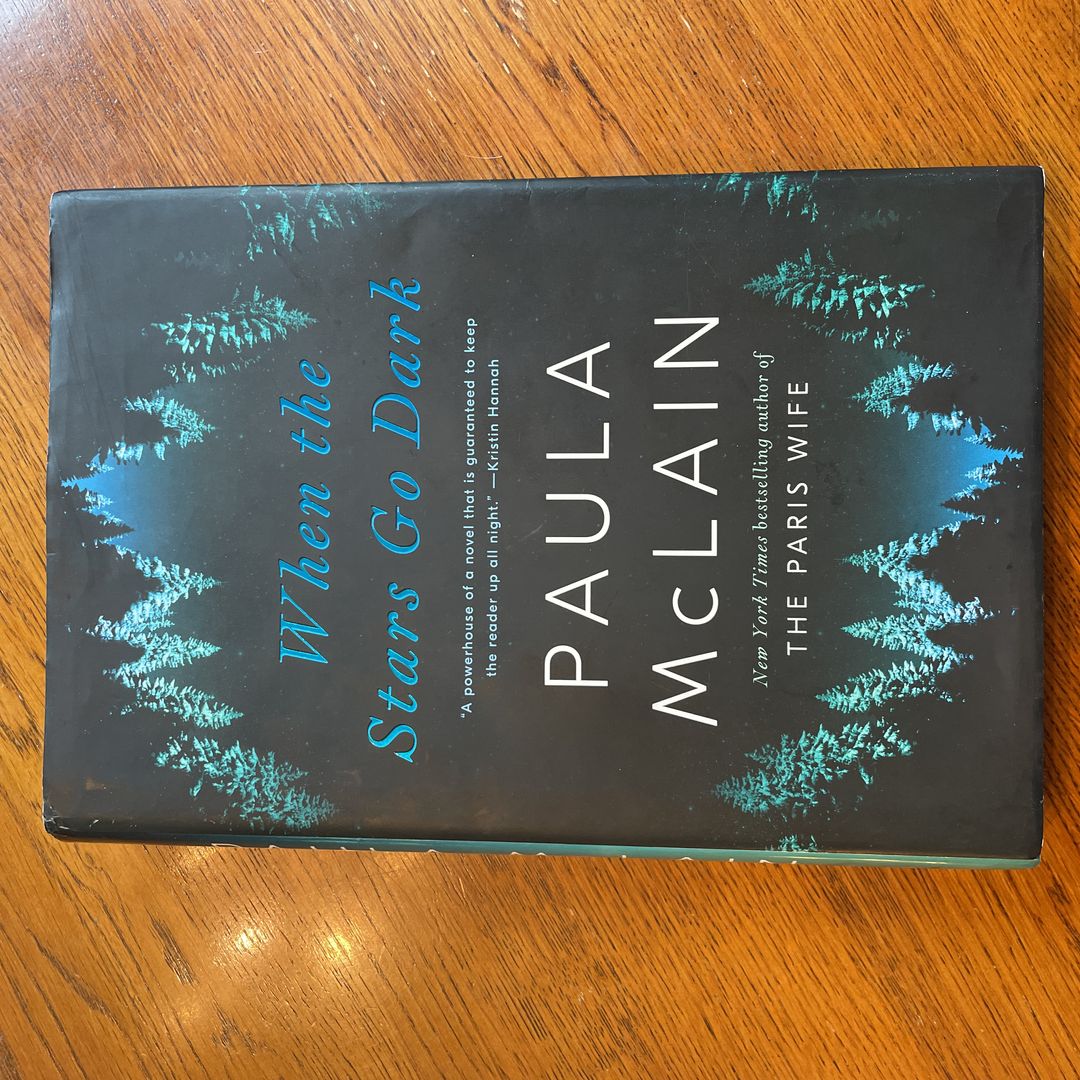 When the
Stars Go Dark
“A powerhouse of a novel that is guaranteed to keep
the reader up all night.” —Kristin Hannah
PAULA
McLAIN
New York Times bestselling author of
THE PARIS WIFE